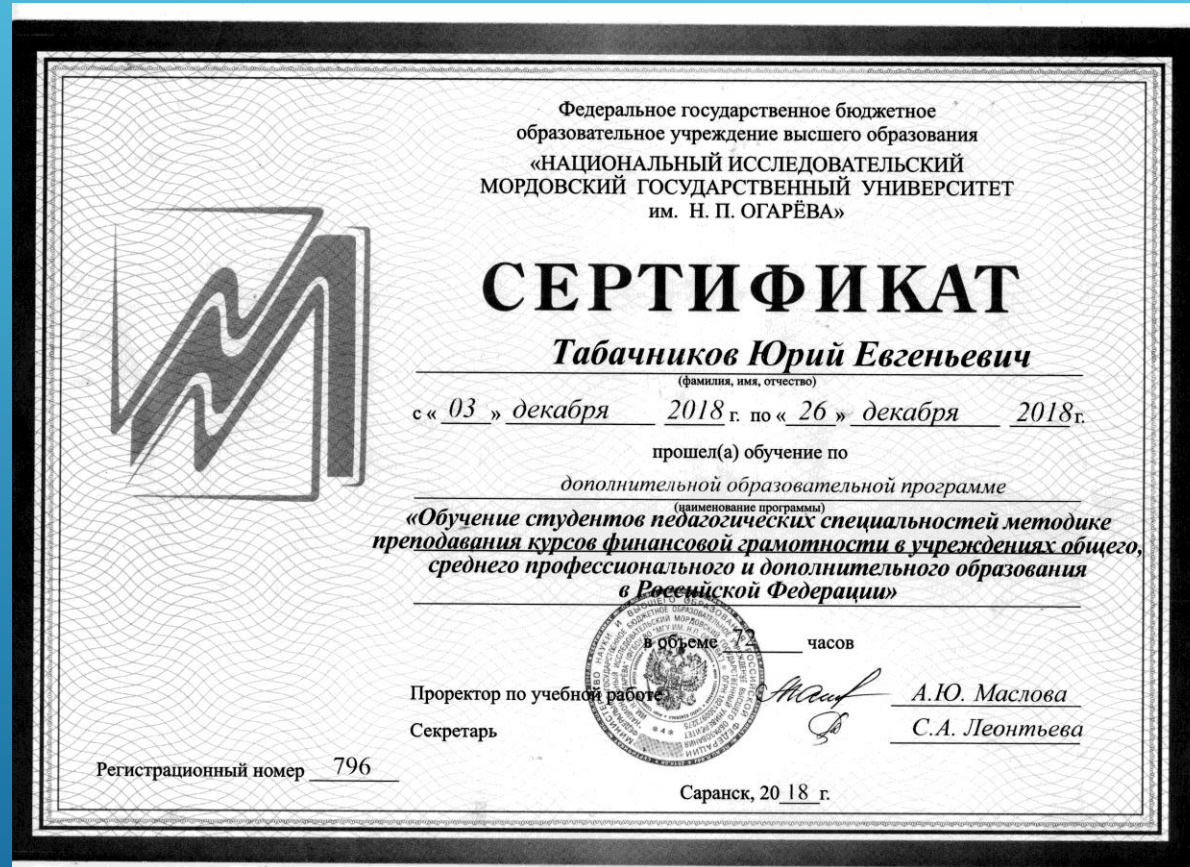 Федеральное государственное бюджетное
образовательное учреждение высшего образования
«НАЦИОНАЛЬНЫЙ ИССЛЕДОВАТЕЛЬСКИЙ
МОРДОВСКИЙ ГОСУДАРСТВЕННЫЙ УНИВЕРСИТЕТ
им. Н. П. ОГАРЁВА»
СЕРТИФИКАТ
Табачников Юрий Евгеньевич
(фамилия, имя, отчество)
с « 03 » декабря 2018 г. по « 26 » декабря 2018 г.
прошел(а) обучение по
дополнительной образовательной программе
(наименование программы)
«Обучение студентов педагогических специальностей методике
преподавания курсов финансовой грамотности в учреждениях общего,
среднего профессионального и дополнительного образования
в Российской Федерации»
в объеме 72 часов
Проректор по учебной работе А.Ю. Маслова
Секретарь С.А. Леонтьева
Регистрационный номер 796
Саранск, 20 18 г.